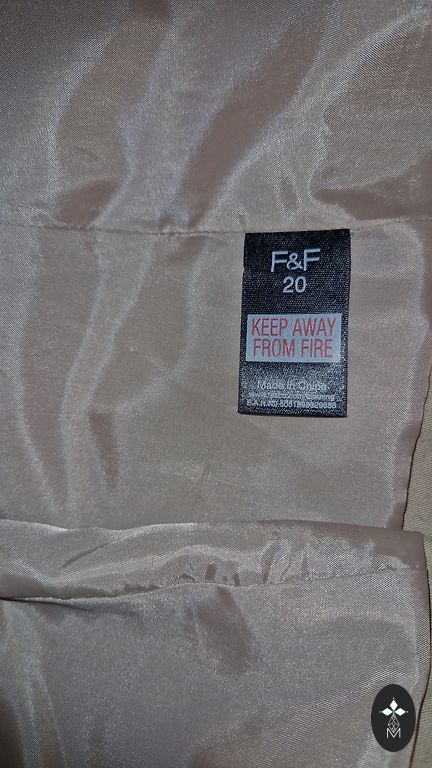 F&F
20
KEEP AWAY
FROM FIRE
Made in China
M